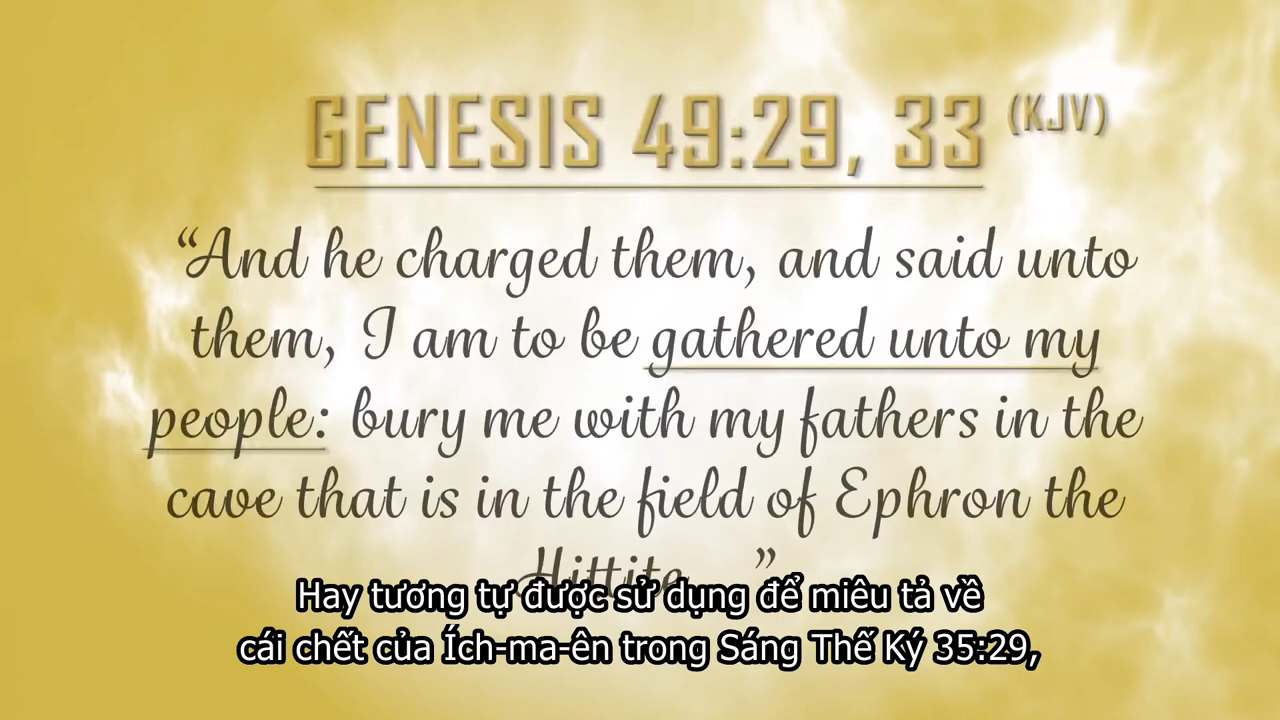 GENESIS 49:29, 33 (KJV)
“And he charged them, and said unto
them, I am to be gathered unto my
people: bury me with my fathers in the
cave that is in the field of Ephron the
Hittite...”
Hay tương tự được sử dụng để miêu tả về
cái chết của Ích-ma-ên trong Sáng Thế Ký 35:29,